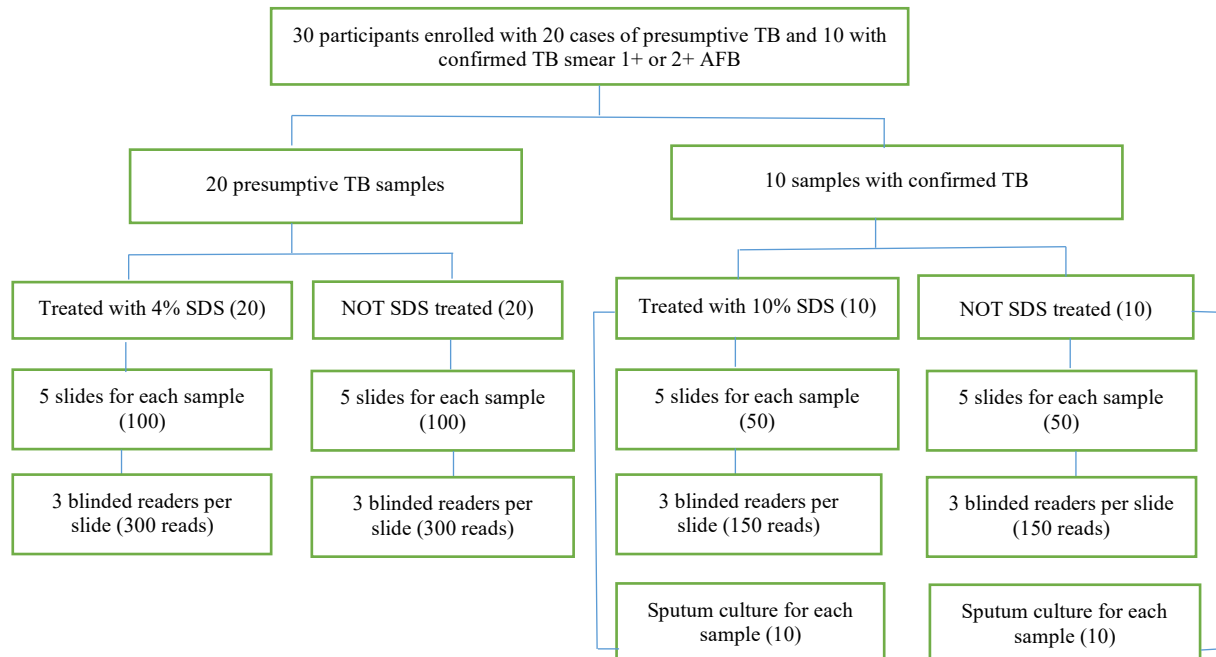 30 participants enrolled with 20 cases of presumptive TB and 10 with
confirmed TB smear 1+ or 2+ AFB
20 presumptive TB samples
10 samples with confirmed TB
Treated with 4% SDS (20)
NOT SDS treated (20)
Treated with 10% SDS (10)
NOT SDS treated (10)
5 slides for each sample
(100)
5 slides for each sample
(100)
5 slides for each sample
(50)
5 slides for each sample
(50)
3 blinded readers per
slide (300 reads)
3 blinded readers per
slide (300 reads)
3 blinded readers per
slide (150 reads)
3 blinded readers per slide
(150 reads)
Sputum culture for each
sample (10)
Sputum culture for each
sample (10)